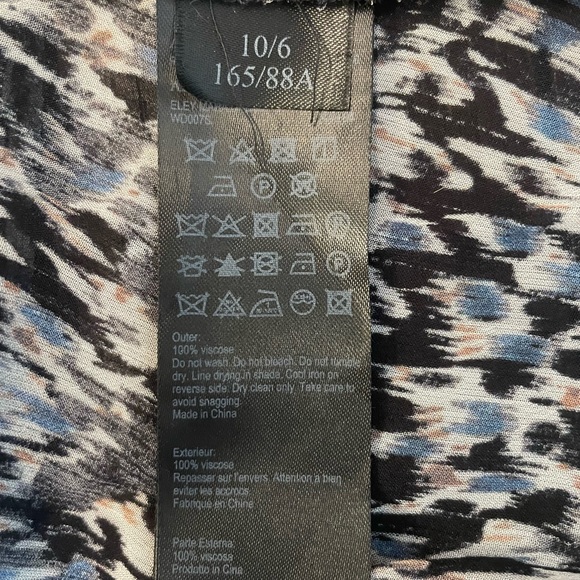 10/6
165/88A
WD007
P W
P
P
Outer:
100% viscose
Do not wash. Do not bleach. Do not tumble
dry. Line drying in shade. Cool iron on
reverse side. Dry clean only. Take care to
avoid snagging.
Made in China
Exterieur:
100% viscose
Repasser sur l'envers. Attention à bien
eviter les accrocs.
Fabriqué en Chine
Parte Esterna:
100% viscosa
Prodotto in Cina